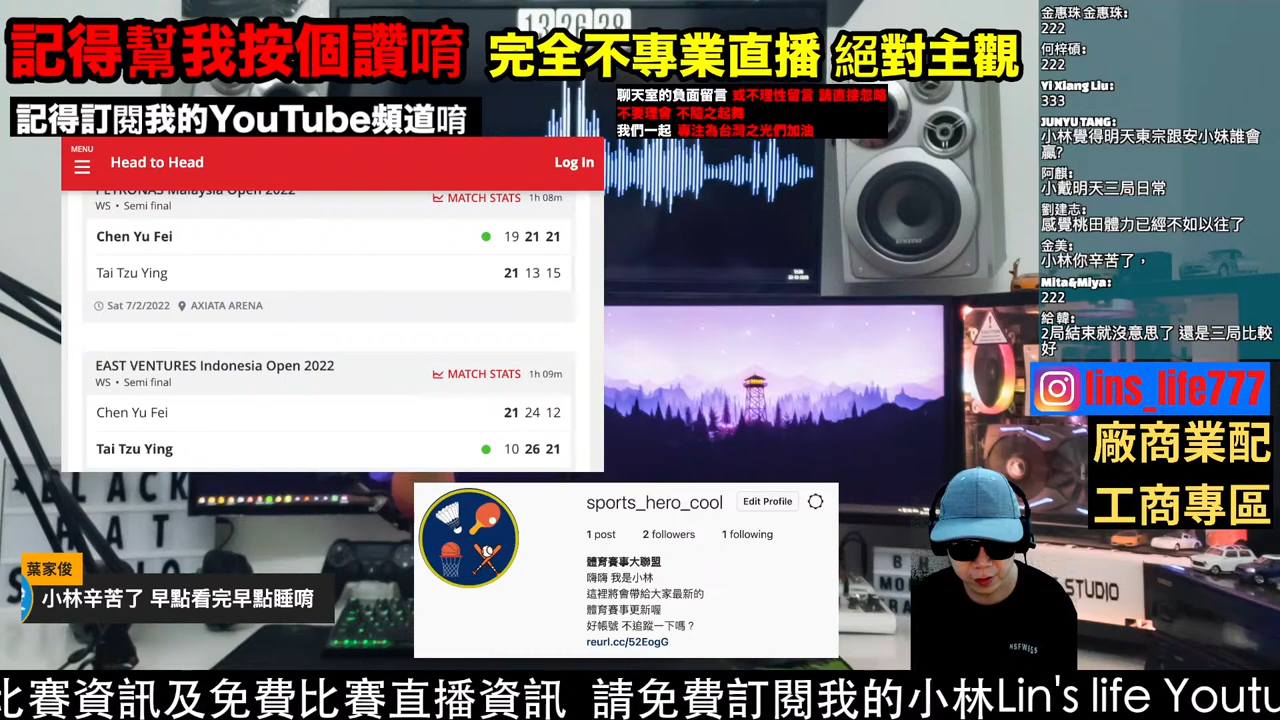 記得幫我按個讚唷
完全不專業直播 絕對主觀
記得訂閱我的YouTube頻道唷
聊天室的負面留言 或不理性留言 請直接忽略
不要理會 不隨之起舞
我們一起 專注為台灣之光們加油
MENU
Head to Head
Log In
PETRONAS Malaysia Open 2022
WS • Semi final
MATCH STATS 1h 08m
Chen Yu Fei 19 21 21
Tai Tzu Ying 21 13 15
Sat 7/2/2022 AXIATA ARENA
EAST VENTURES Indonesia Open 2022
WS • Semi final
MATCH STATS 1h 09m
Chen Yu Fei 21 24 12
Tai Tzu Ying 10 26 21
金惠珠 金惠珠:
222
何梓碩:
222
Yi Xiang Liu:
333
JUNYU TANG:
小林覺得明天東宗跟安小妹誰會
贏?
阿麒:
小戴明天三局日常
劉建志:
感覺桃田體力已經不如以往了
金美:
小林你辛苦了，
Mita&Miya:
222
給 韓:
2局結束就沒意思了 還是三局比較
好
lins_life777
廠商業配
工商專區
sports_hero_cool Edit Profile
1 post 2 followers 1 following
體育賽事大聯盟
嗨嗨 我是小林
這裡將會帶給大家最新的
體育賽事更新喔
好帳號 不追蹤一下嗎？
reurl.cc/52EogG
葉家俊
小林辛苦了 早點看完早點睡唷
SAMSUNG
BLACK
STUDIO
比賽資訊及免費比賽直播資訊 請免費訂閱我的小林Lin's life Youtu